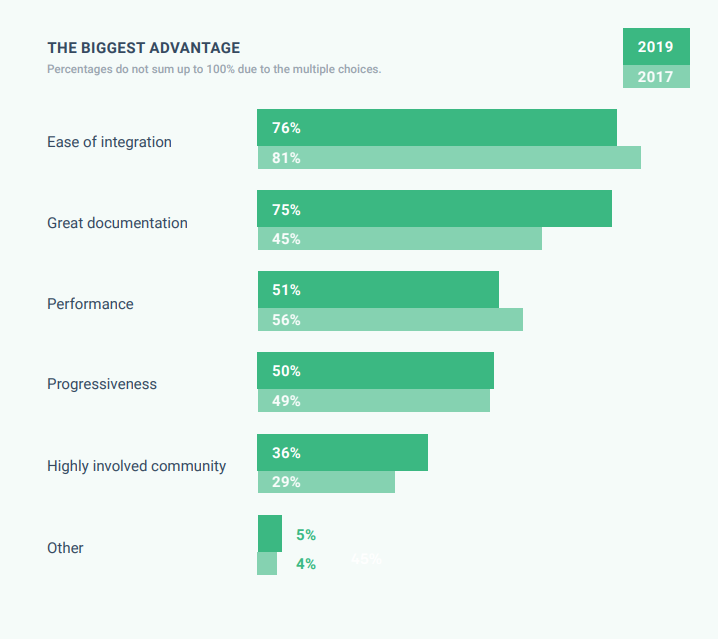 THE BIGGEST ADVANTAGE
Percentages do not sum up to 100% due to the multiple choices.
2019
2017
Ease of integration
76%
81%
Great documentation
75%
45%
Performance
51%
56%
Progressiveness
50%
49%
Highly involved community
36%
29%
Other
5%
4%
45%